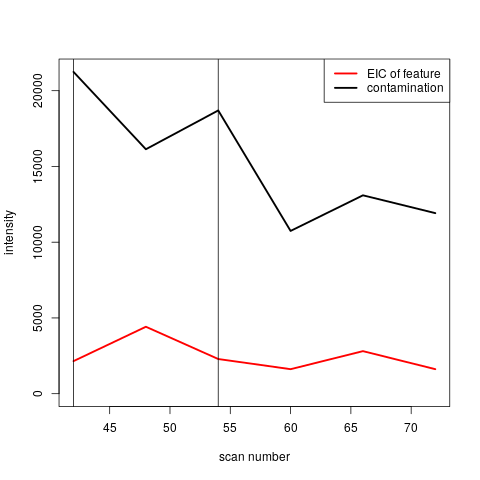 EIC of feature
contamination
intensity
20000
15000
10000
5000
0
45 50 55 60 65 70
scan number